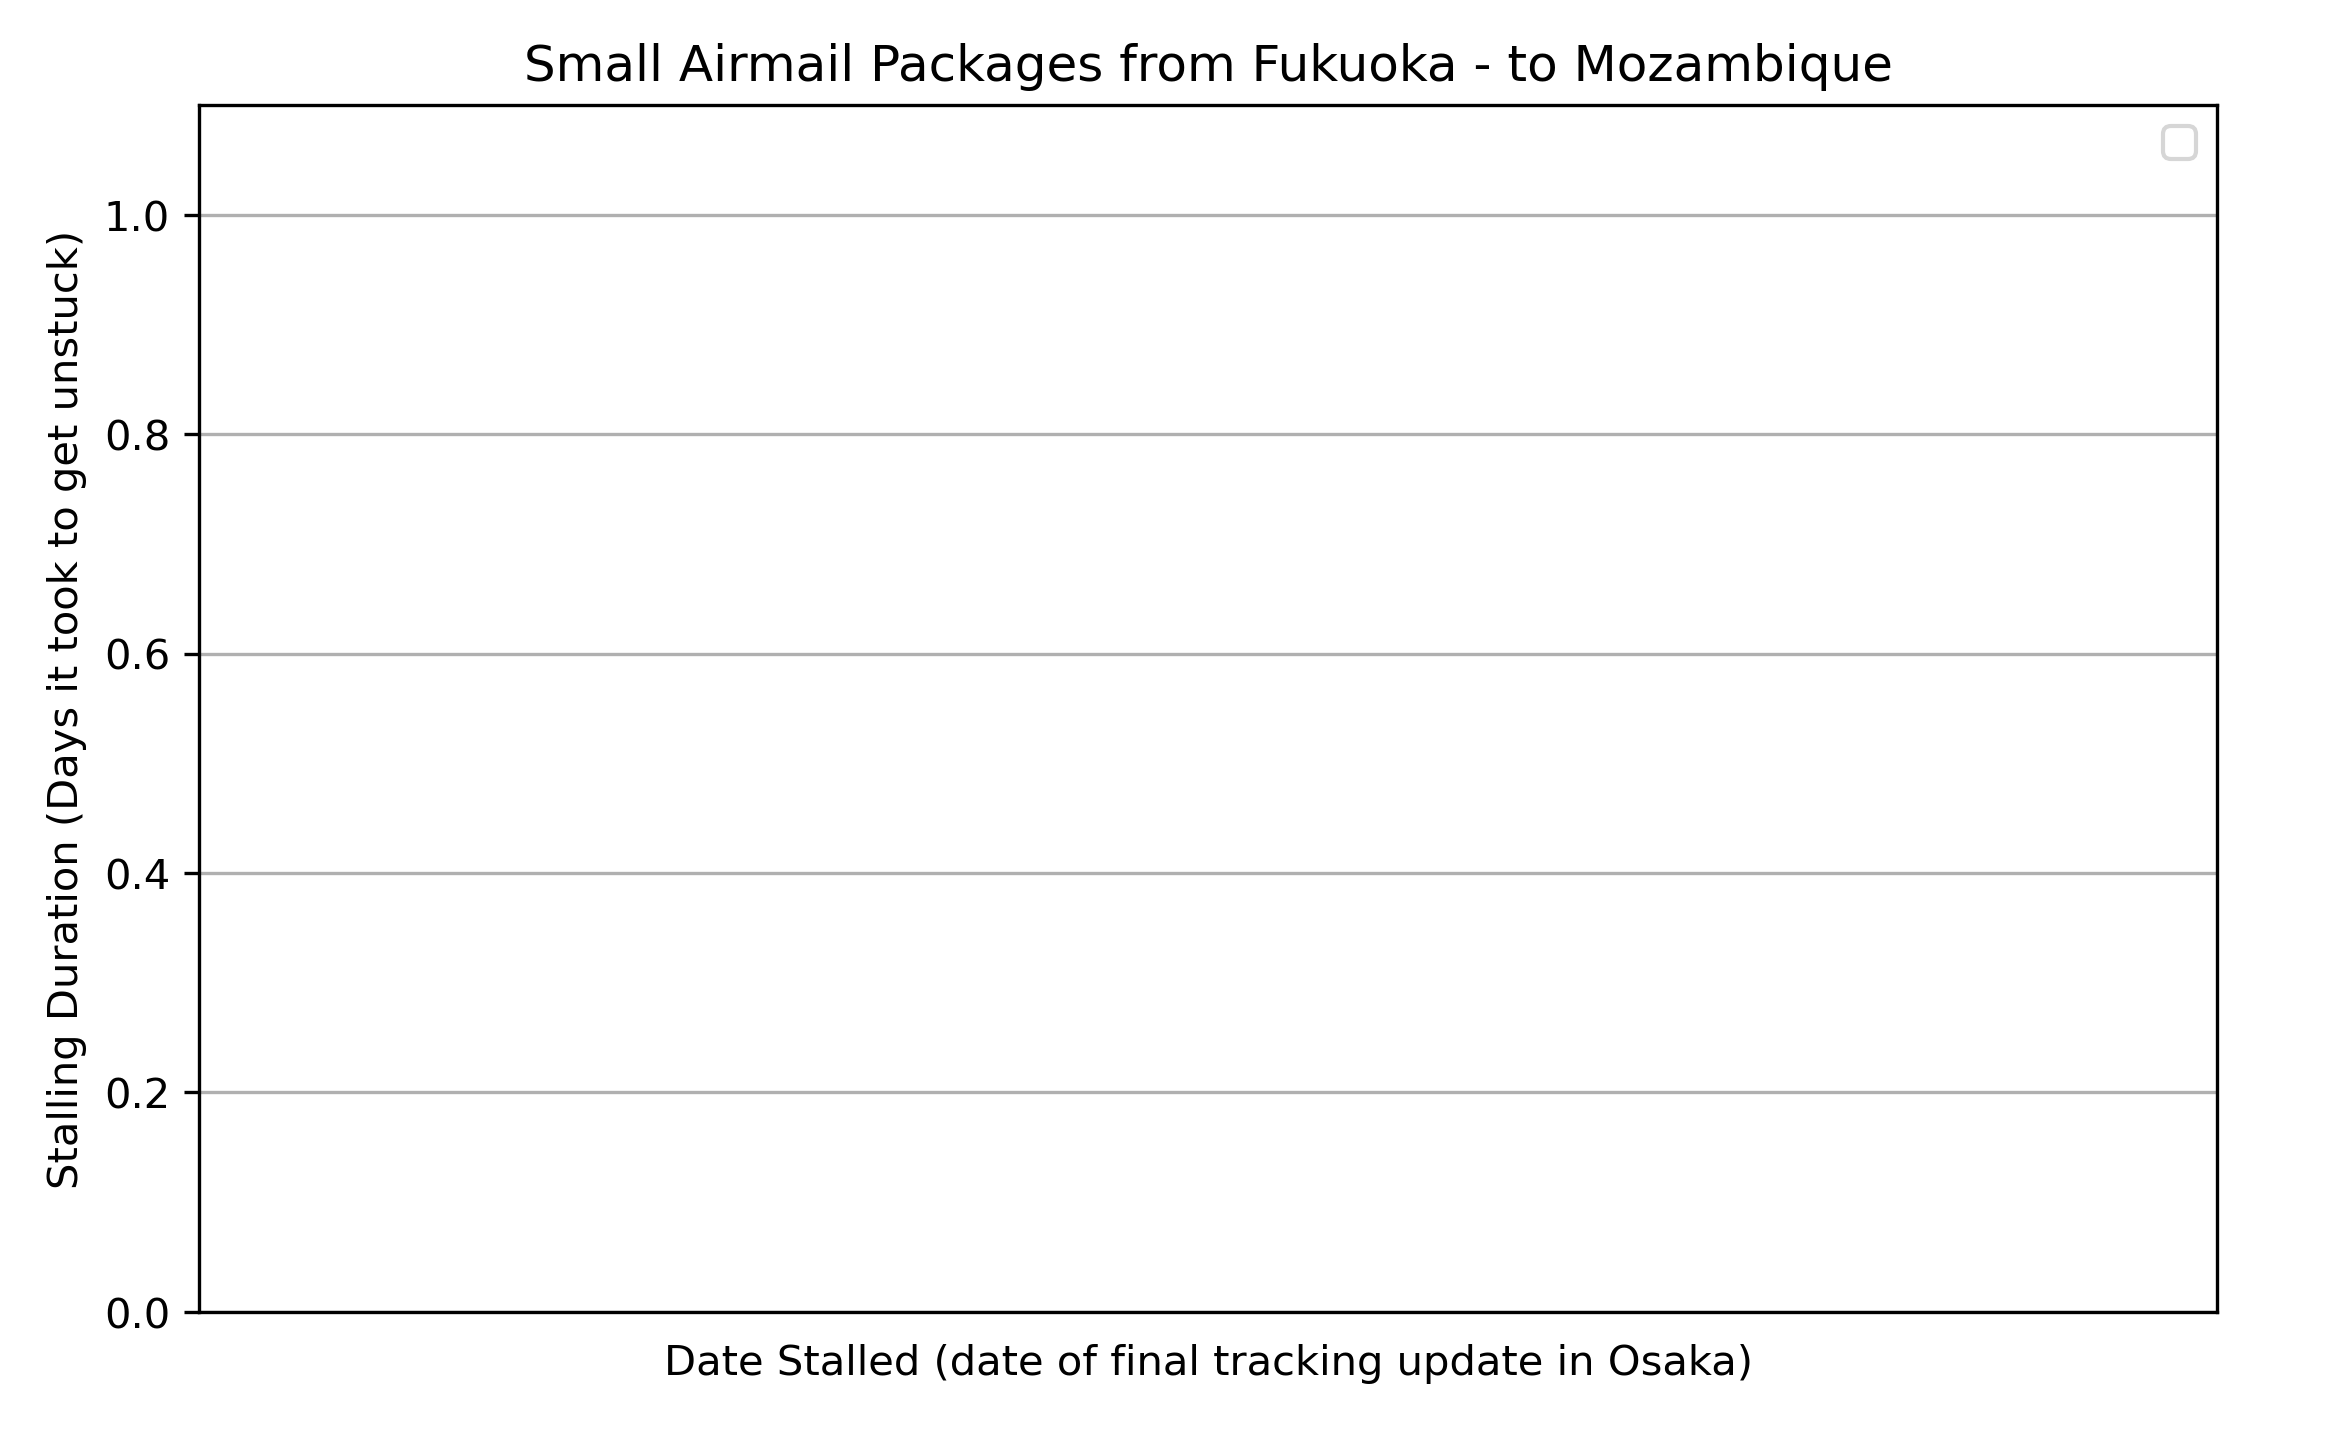 Small Airmail Packages from Fukuoka - to Mozambique
Stalling Duration (Days it took to get unstuck)
1.0
0.8
0.6
0.4
0.2
0.0
Date Stalled (date of final tracking update in Osaka)